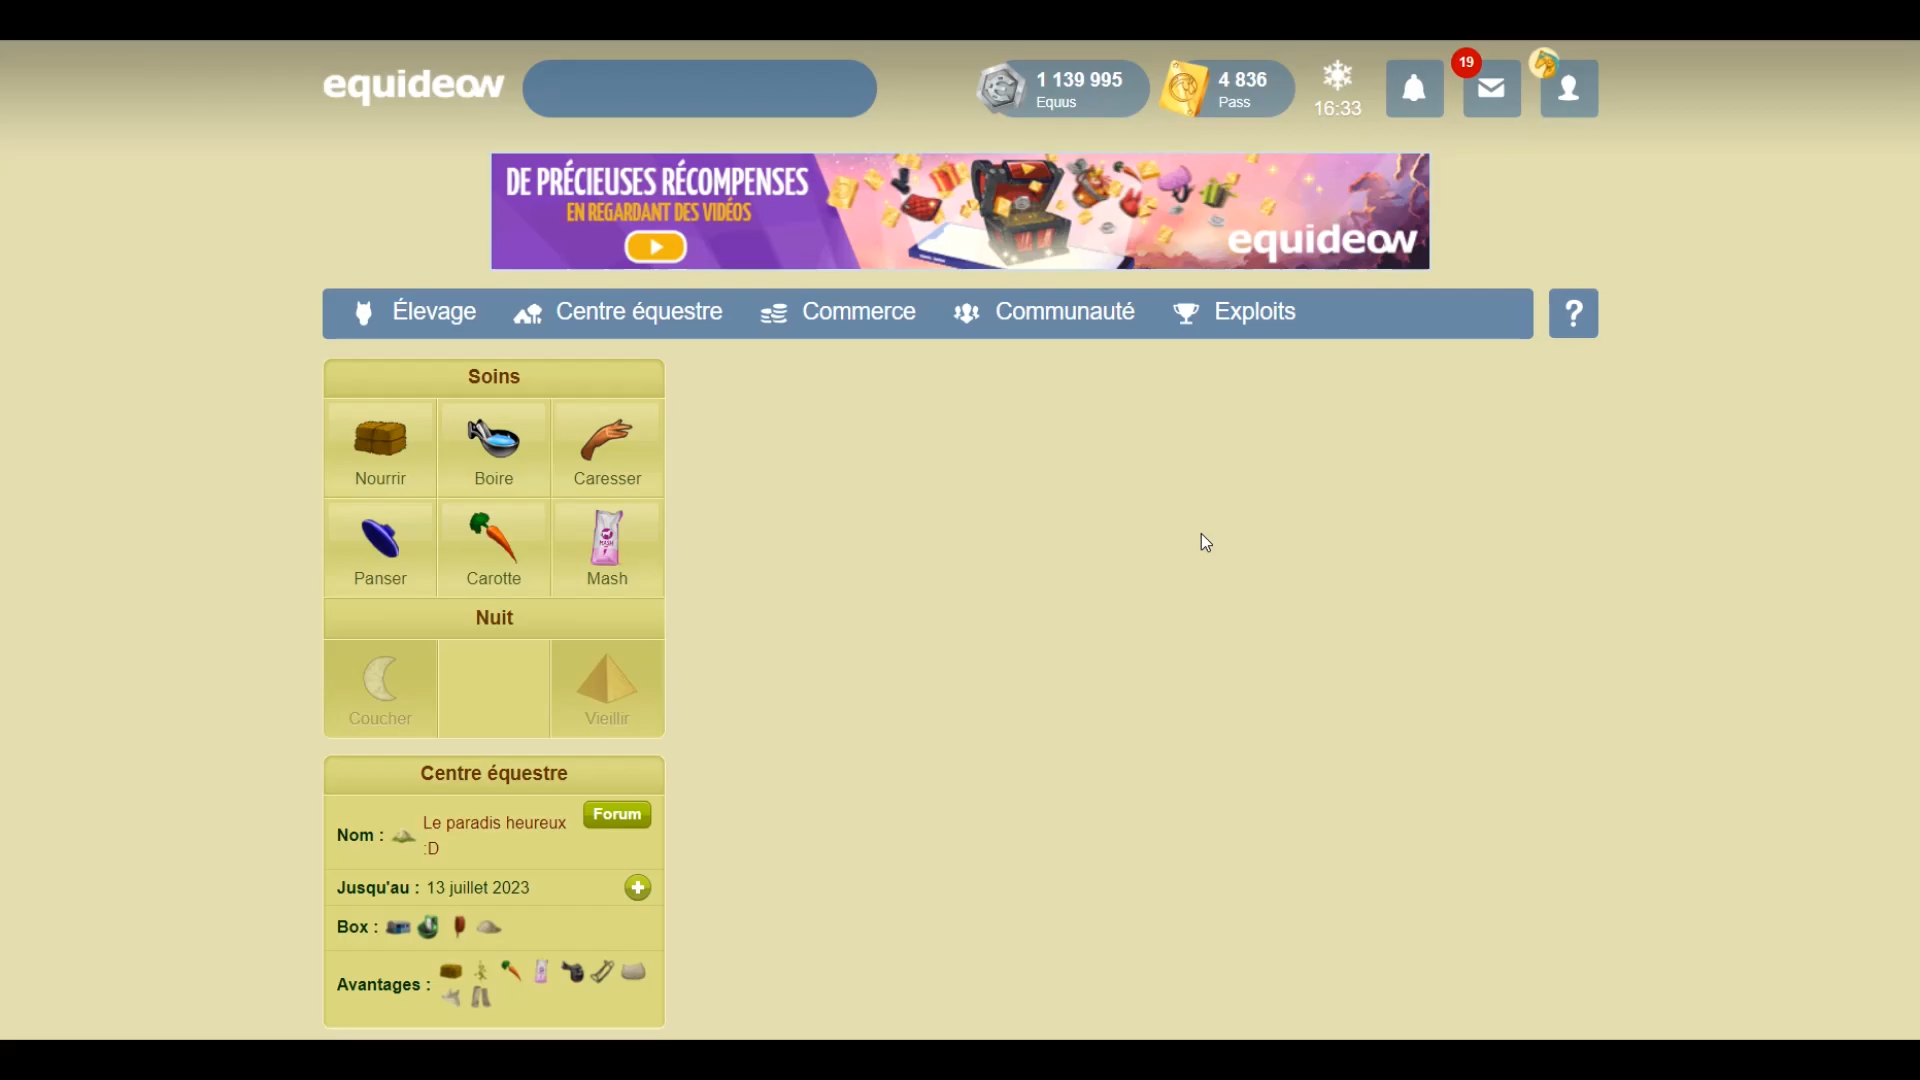 equideow
1 139 995
Equus
4 836
Pass
16:33
19
DE PRÉCIEUSES RÉCOMPENSES
EN REGARDANT DES VIDÉOS
equideow
Élevage
Centre équestre
Commerce
Communauté
Exploits
?
Soins
Nourrir
Boire
Caresser
Panser
Carotte
Mash
Nuit
Coucher
Vieillir
Centre équestre
Nom : Le paradis heureux
:D
Forum
Jusqu'au : 13 juillet 2023
Box :
Avantages :